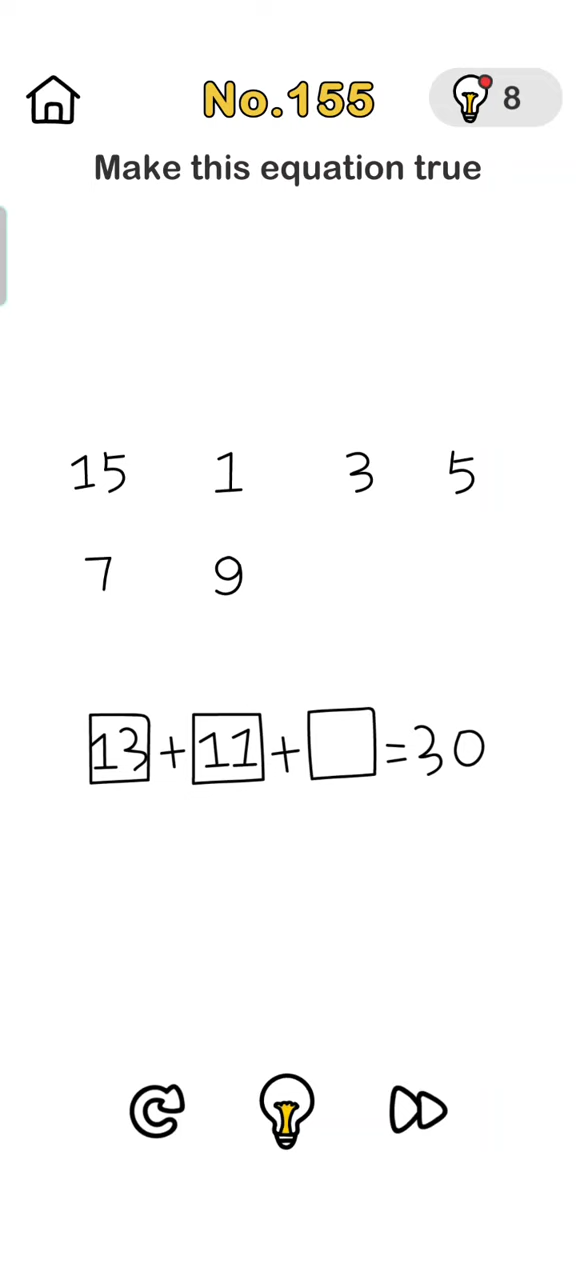 No.155
8
Make this equation true
15 1 3 5
7 9
13 + 11 + = 30